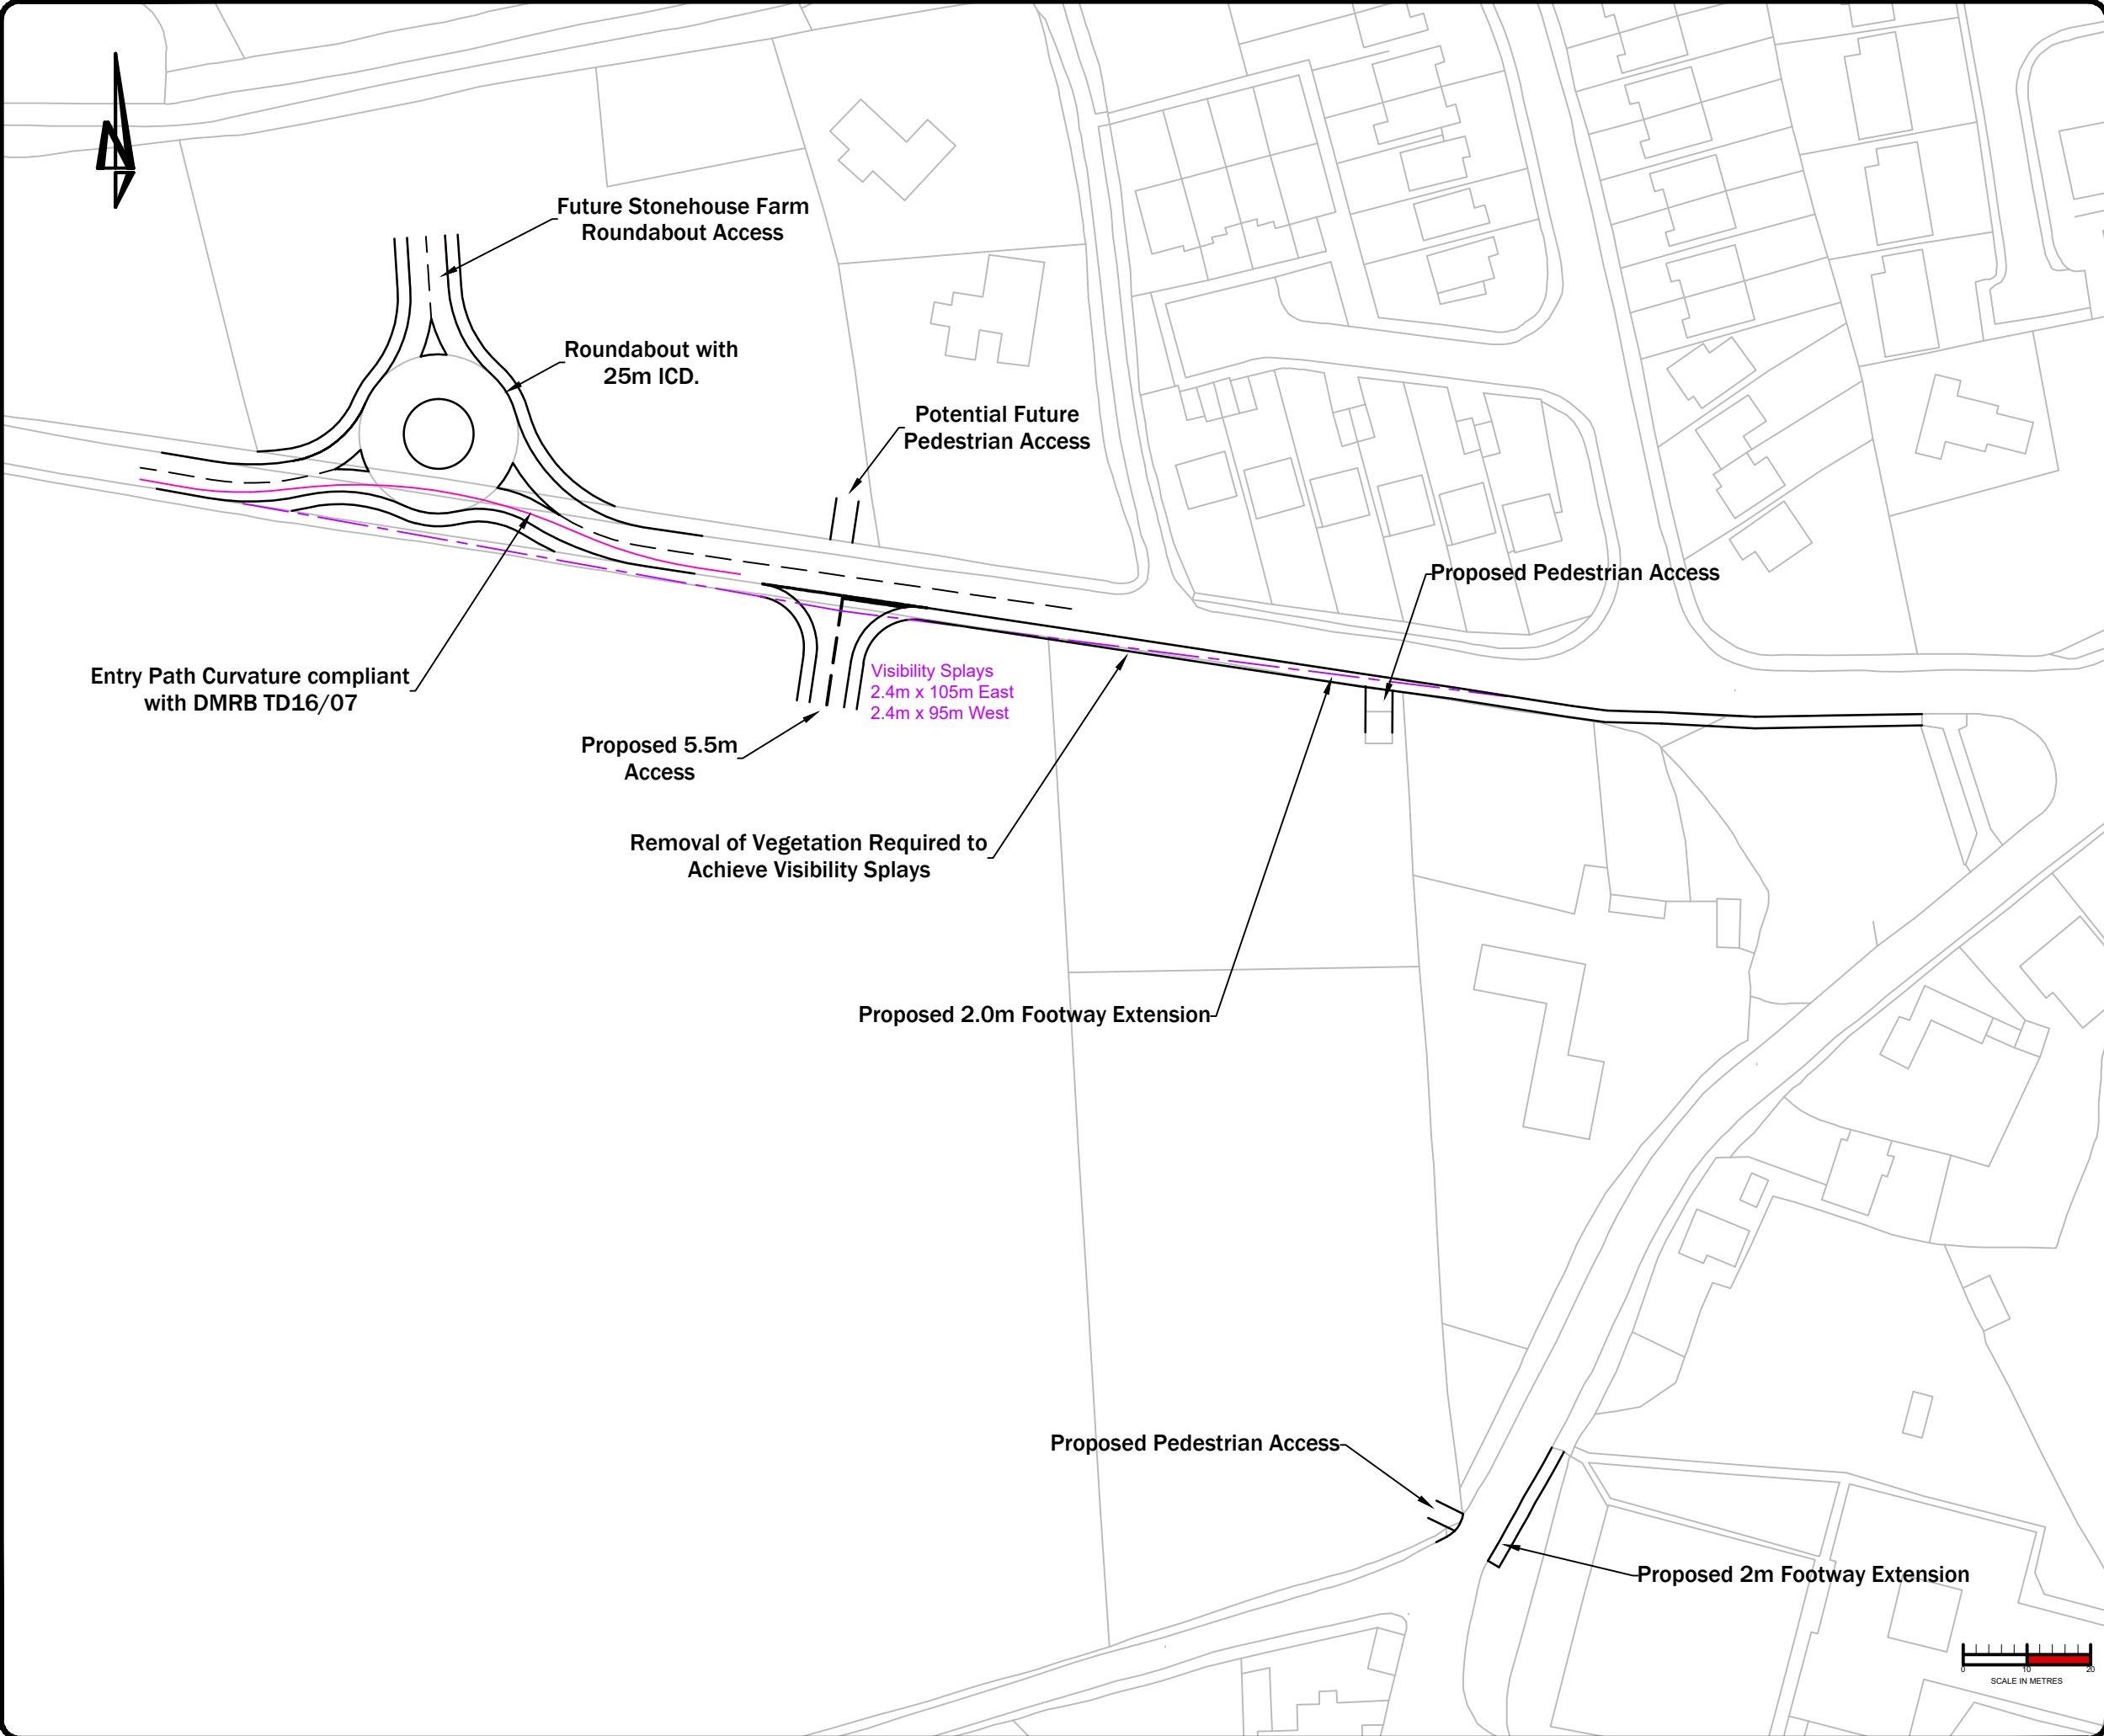 N
Future Stonehouse Farm
Roundabout Access
Roundabout with
25m ICD.
Potential Future
Pedestrian Access
Proposed Pedestrian Access
Entry Path Curvature compliant
with DMRB TD16/07
Visibility Splays
2.4m x 105m East
2.4m x 95m West
Proposed 5.5m
Access
Removal of Vegetation Required to
Achieve Visibility Splays
Proposed 2.0m Footway Extension
Proposed Pedestrian Access
Proposed 2m Footway Extension
0 10 20
SCALE IN METRES